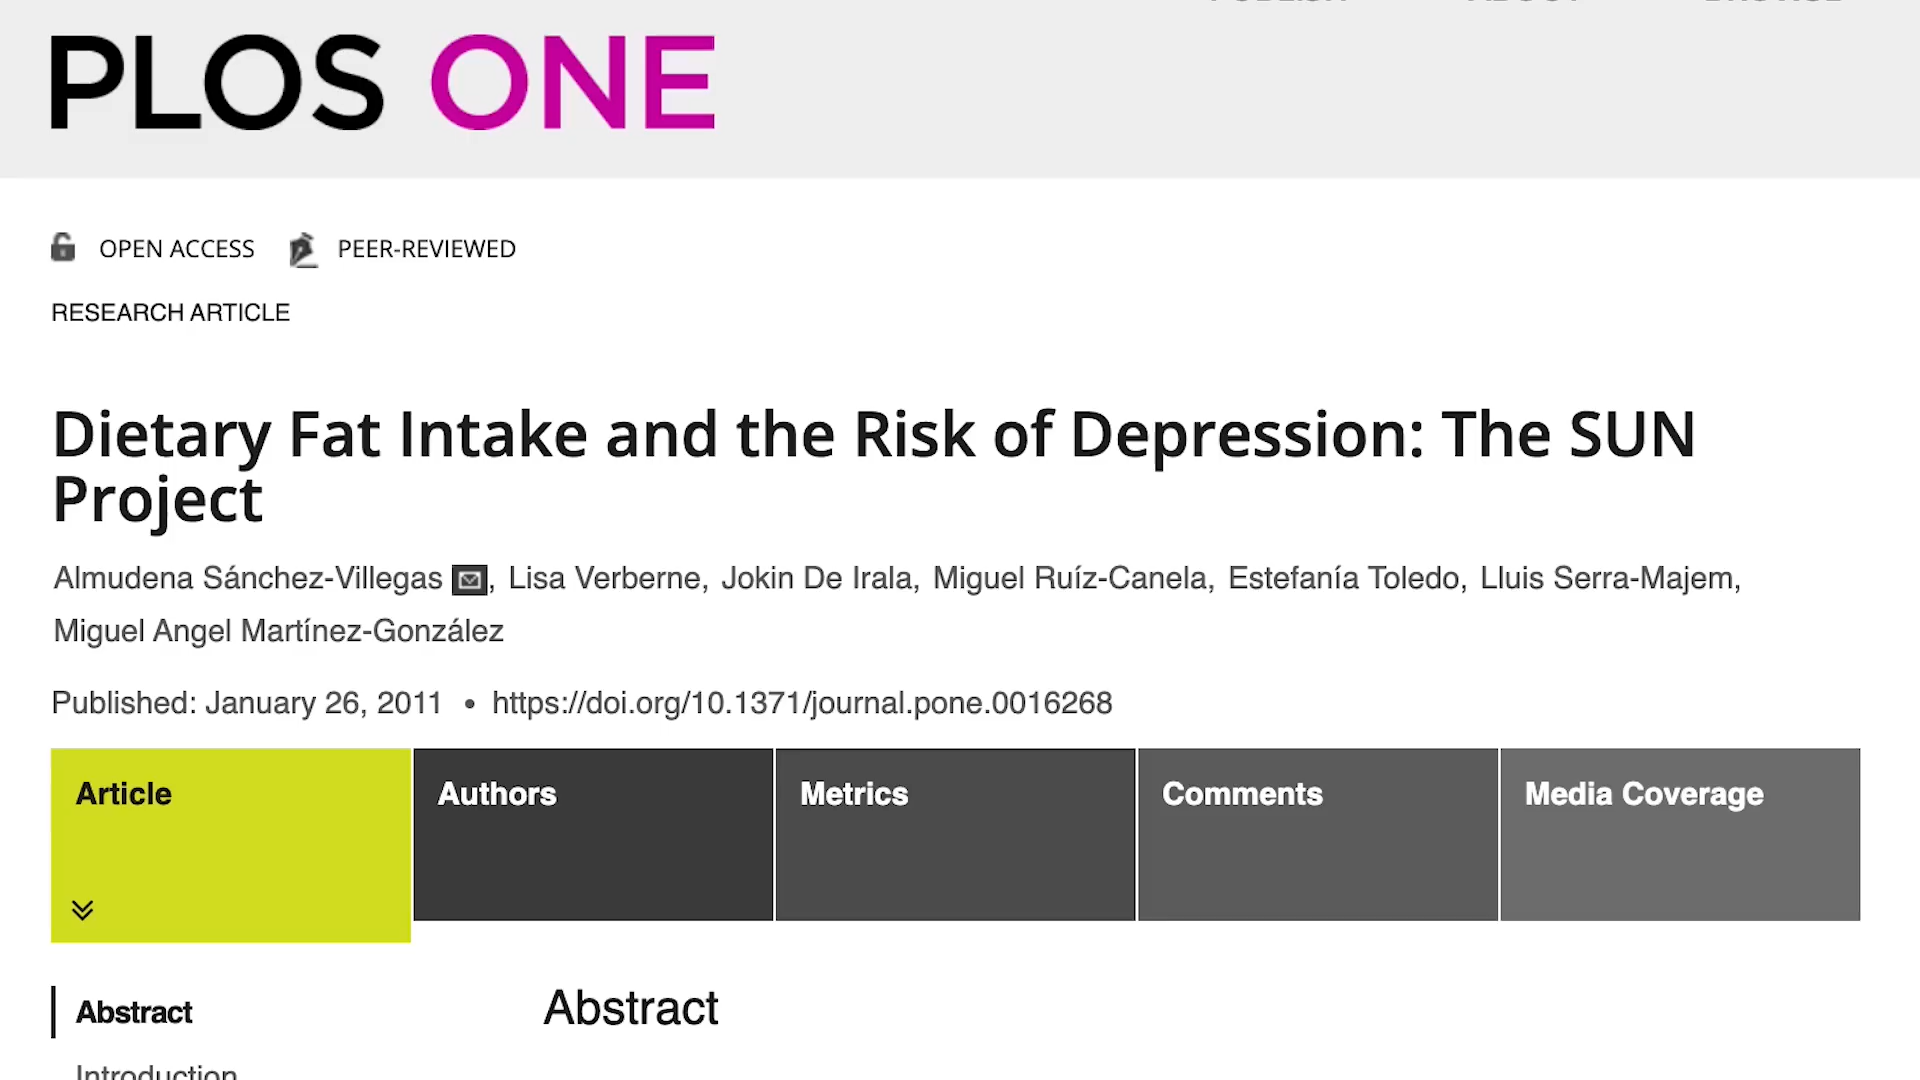 PLOS ONE
OPEN ACCESS PEER-REVIEWED
RESEARCH ARTICLE
Dietary Fat Intake and the Risk of Depression: The SUN
Project
Almudena Sánchez-Villegas, Lisa Verberne, Jokin De Irala, Miguel Ruíz-Canela, Estefanía Toledo, Lluis Serra-Majem,
Miguel Angel Martínez-González
Published: January 26, 2011 • https://doi.org/10.1371/journal.pone.0016268
Article Authors Metrics Comments Media Coverage
Abstract Abstract
Introduction